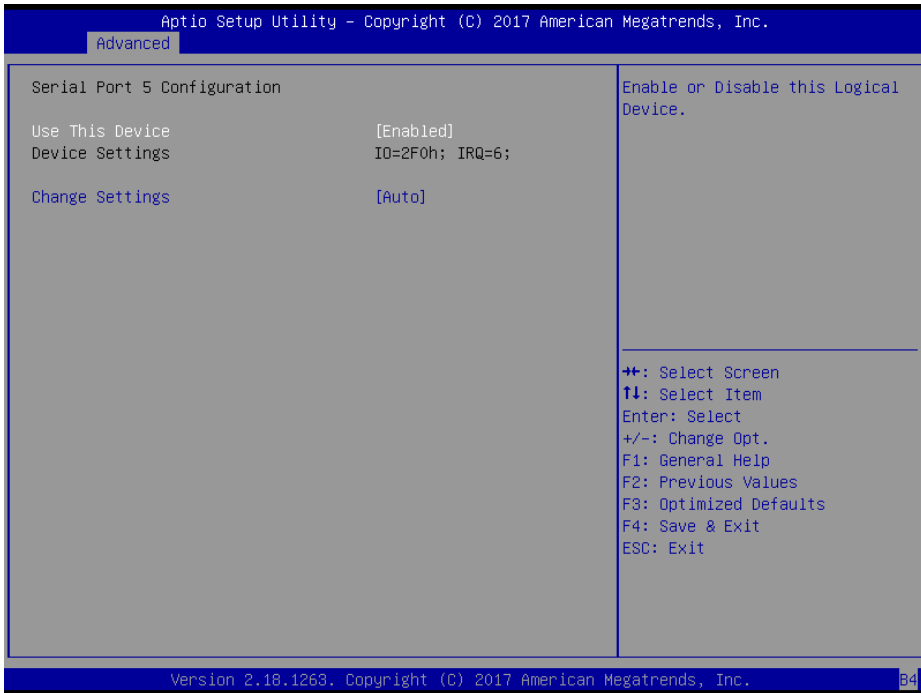 Aptio Setup Utility – Copyright (C) 2017 American Megatrends, Inc.
Advanced
Serial Port 5 Configuration
Use This Device [Enabled]
Device Settings IO=2F0h; IRQ=6;
Change Settings [Auto]
Enable or Disable this Logical
Device.
→←: Select Screen
↑↓: Select Item
Enter: Select
+/-: Change Opt.
F1: General Help
F2: Previous Values
F3: Optimized Defaults
F4: Save & Exit
ESC: Exit
Version 2.18.1263. Copyright (C) 2017 American Megatrends, Inc.
B4